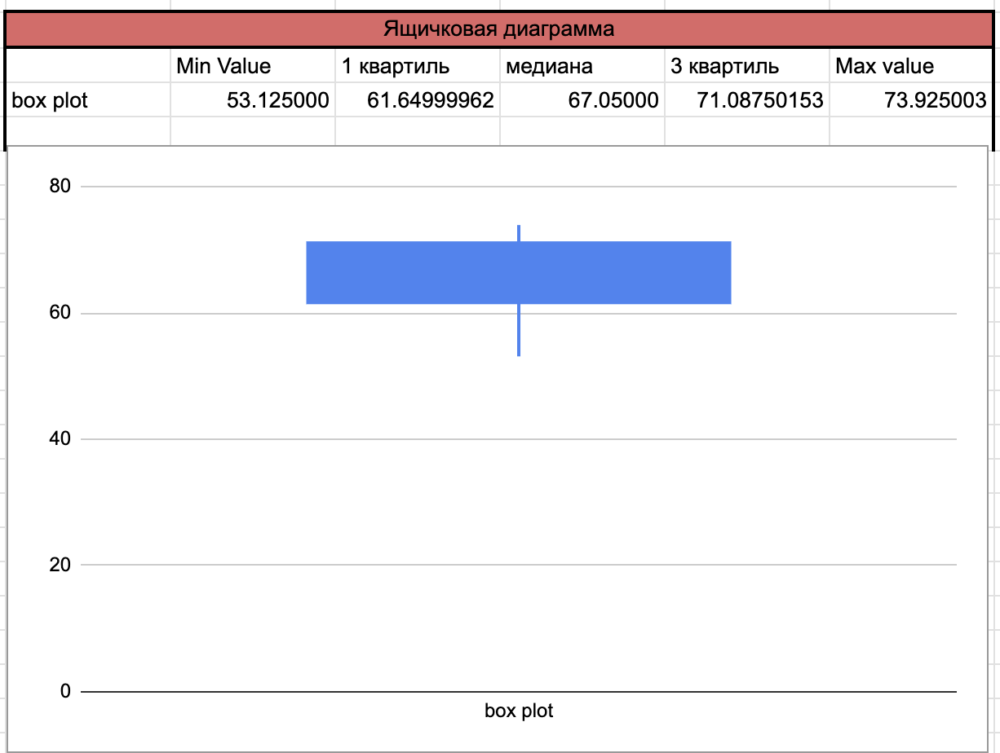 Ящичковая диаграмма
Min Value 1 квартиль медиана 3 квартиль Max value
box plot 53.125000 61.64999962 67.05000 71.08750153 73.925003
80
60
40
20
0
box plot